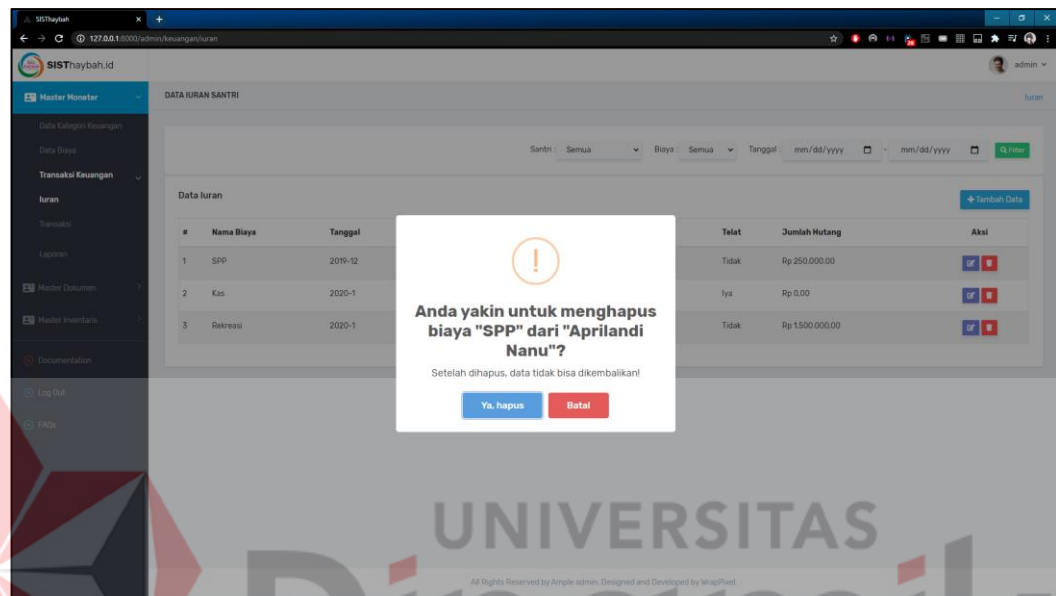 SISThaybah
127.0.0.1:8000/admin/keuangan/iuran
SISThaybah.id
admin
Master Moneter
DATA IURAN SANTRI
Iuran
Data Kategori Keuangan
Data Biaya
Santri : Semua Biaya : Semua Tanggal : mm/dd/yyyy - mm/dd/yyyy Filter
Transaksi Keuangan
Iuran
Data Iuran
+ Tambah Data
Transaksi
# Nama Biaya Tanggal Telat Jumlah Hutang Aksi
Laporan
1 SPP 2019-12 Tidak Rp 250.000.00
Master Dokumen
2 Kas 2020-1 Iya Rp 0,00
Master Inventaris
3 Rekreasi 2020-1 Tidak Rp 1.500.000,00
!
Anda yakin untuk menghapus
biaya "SPP" dari "Aprilandi
Nanu"?
Setelah dihapus, data tidak bisa dikembalikan!
Ya, hapus Batal
Documentation
Log Out
FAQs
UNIVERSITAS
All Rights Reserved by Ample admin. Designed and Developed by WrapPixel.